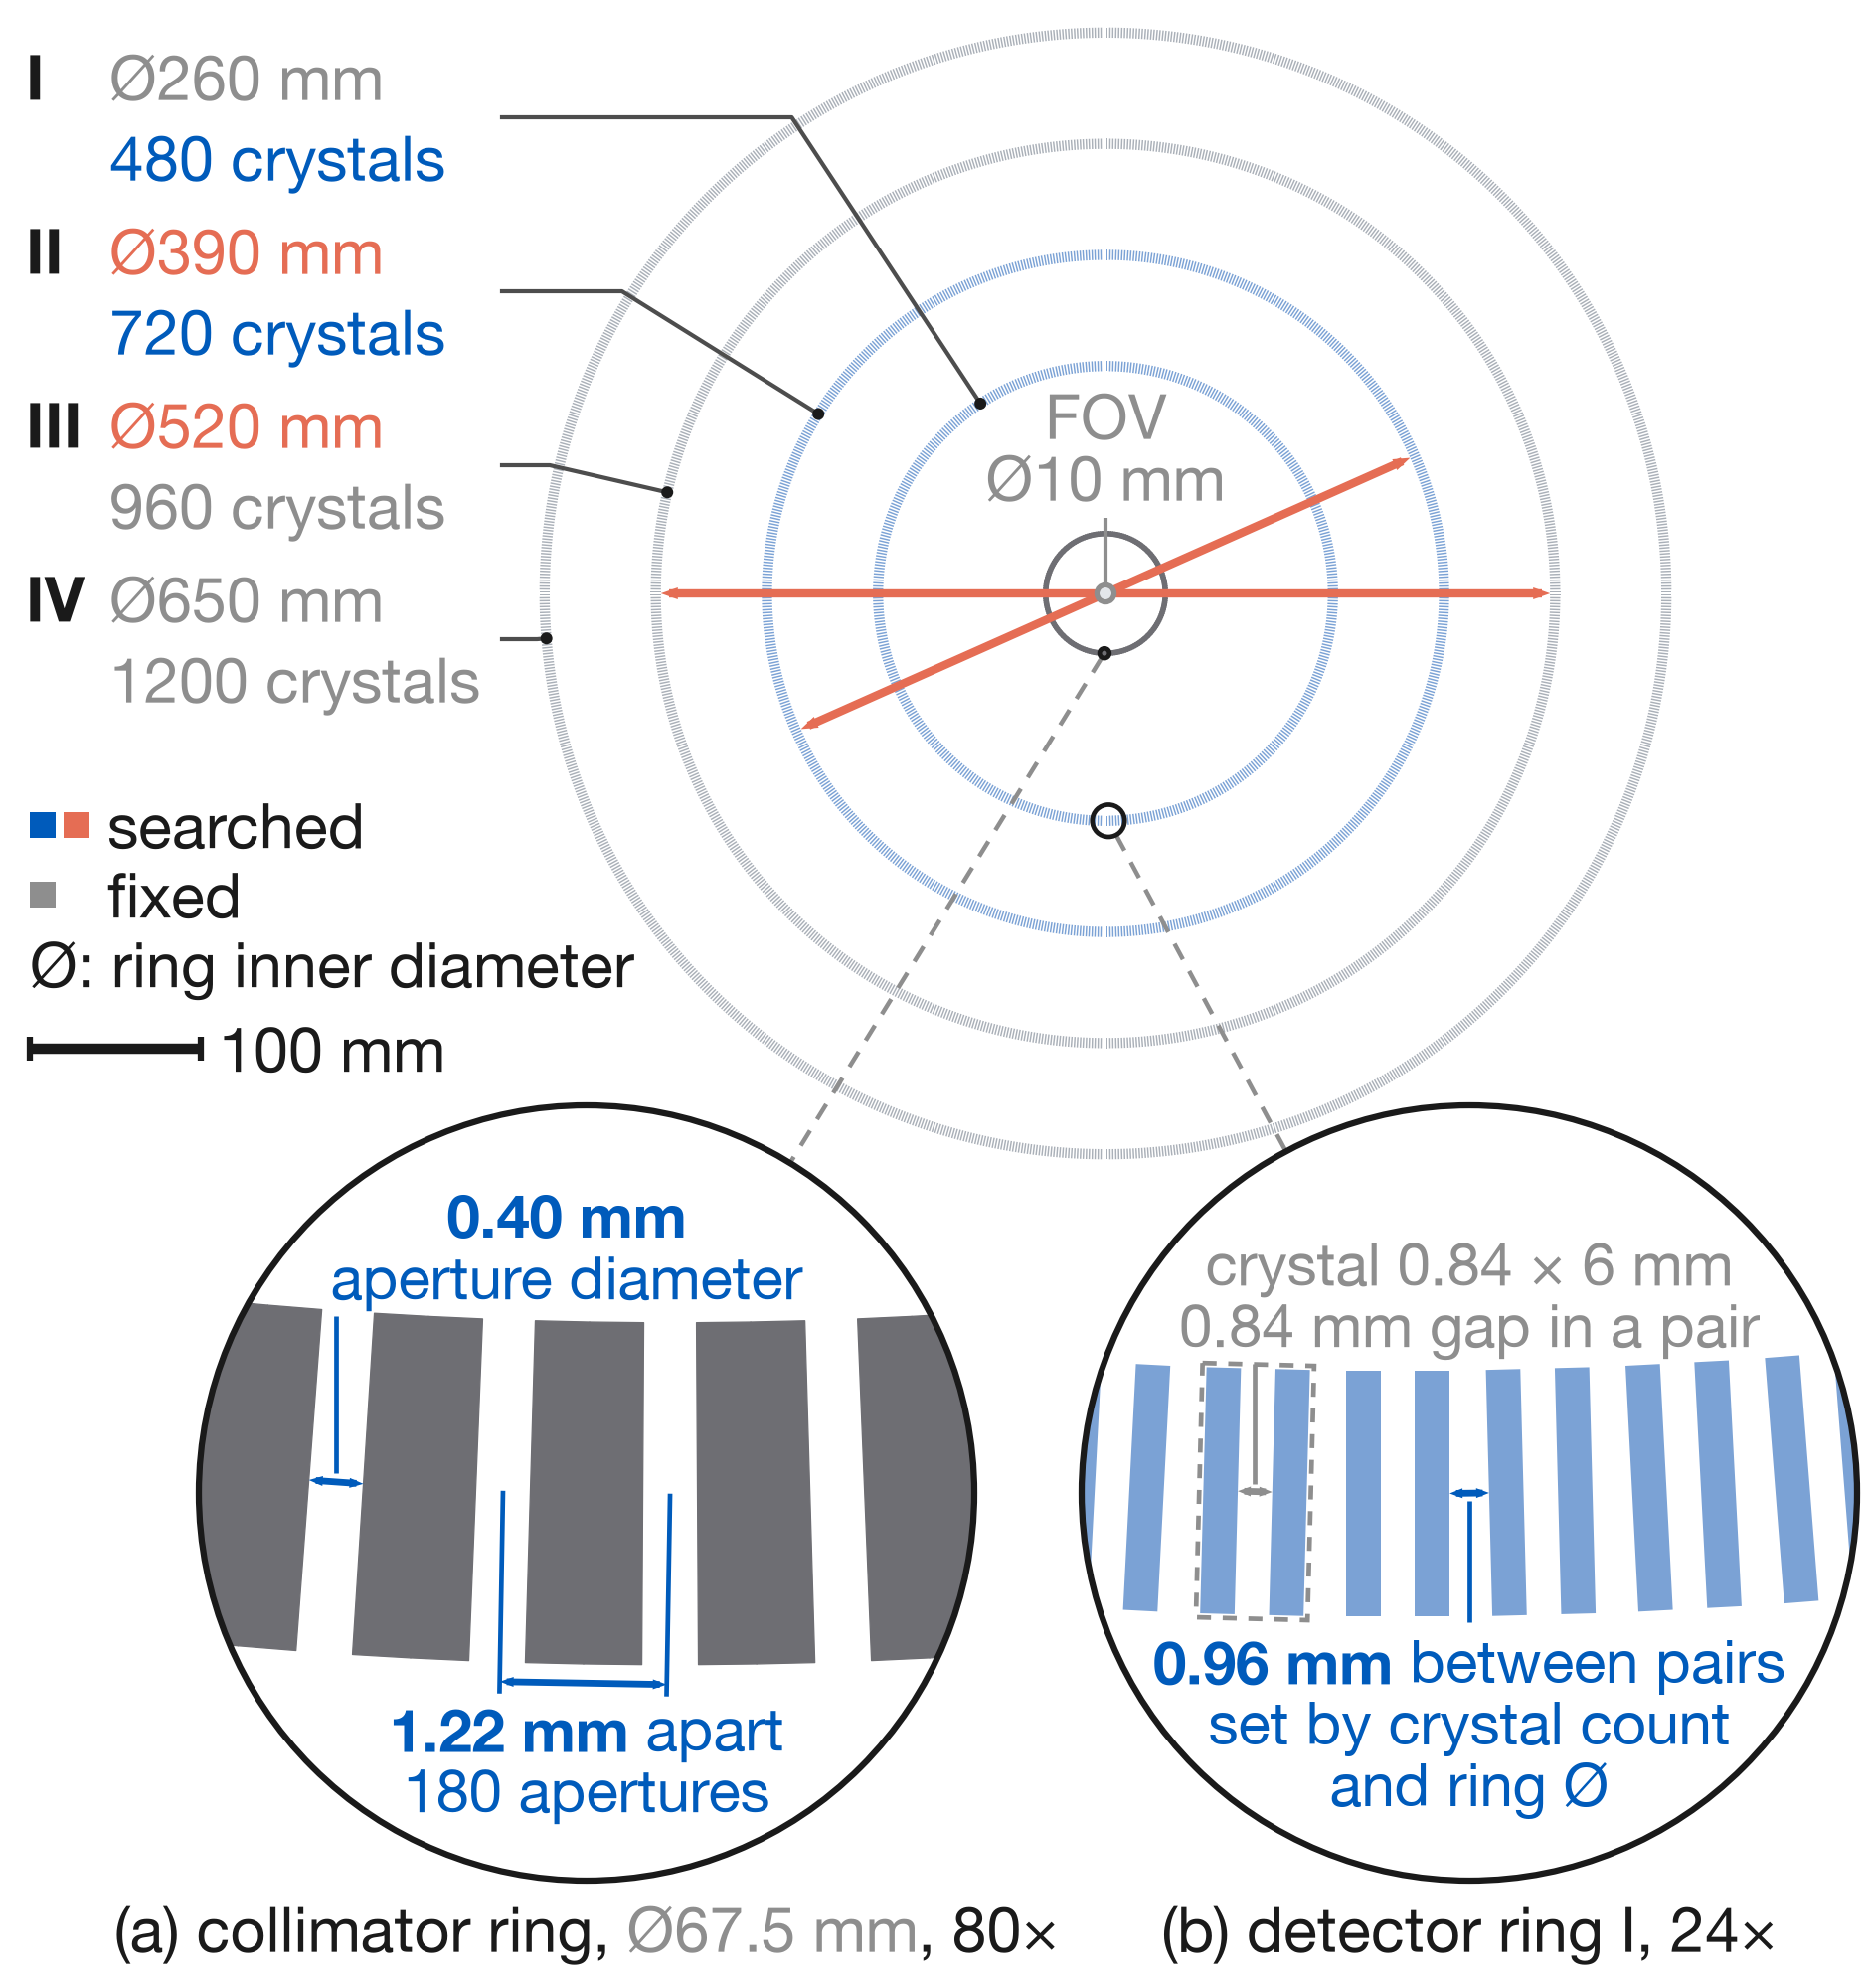 I Ø260 mm
480 crystals
II Ø390 mm
720 crystals
III Ø520 mm
960 crystals
IV Ø650 mm
1200 crystals
FOV
Ø10 mm
searched
fixed
Ø: ring inner diameter
100 mm
0.40 mm
aperture diameter
1.22 mm apart
180 apertures
(a) collimator ring, Ø67.5 mm, 80×
crystal 0.84 × 6 mm
0.84 mm gap in a pair
0.96 mm between pairs
set by crystal count
and ring Ø
(b) detector ring I, 24×